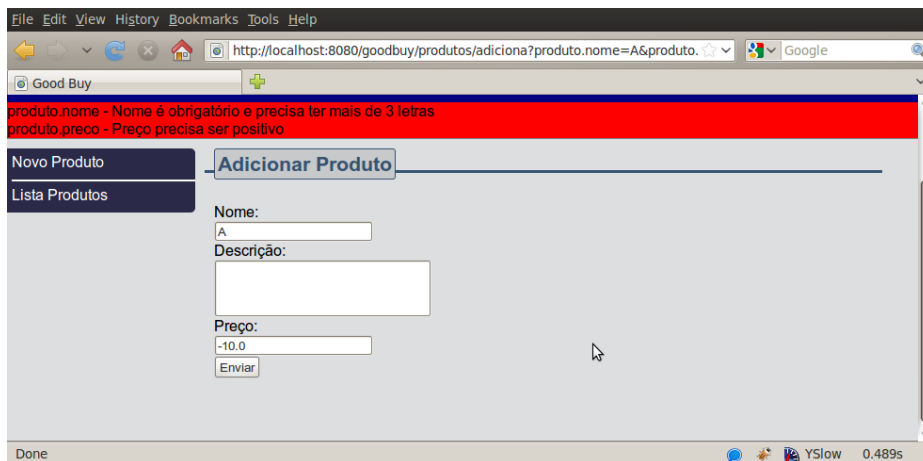 File Edit View History Bookmarks Tools Help
http://localhost:8080/goodbuy/produtos/adiciona?produto.nome=A&produto.
Google
Good Buy
produto.nome - Nome é obrigatório e precisa ter mais de 3 letras
produto.preco - Preço precisa ser positivo
Novo Produto
Lista Produtos
Adicionar Produto
Nome:
A
Descrição:
Preço:
-10.0
Enviar
Done
YSlow 0.489s